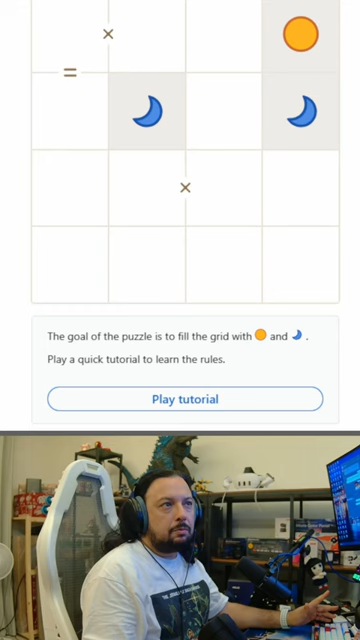 ×
=
×
The goal of the puzzle is to fill the grid with and .
Play a quick tutorial to learn the rules.
Play tutorial